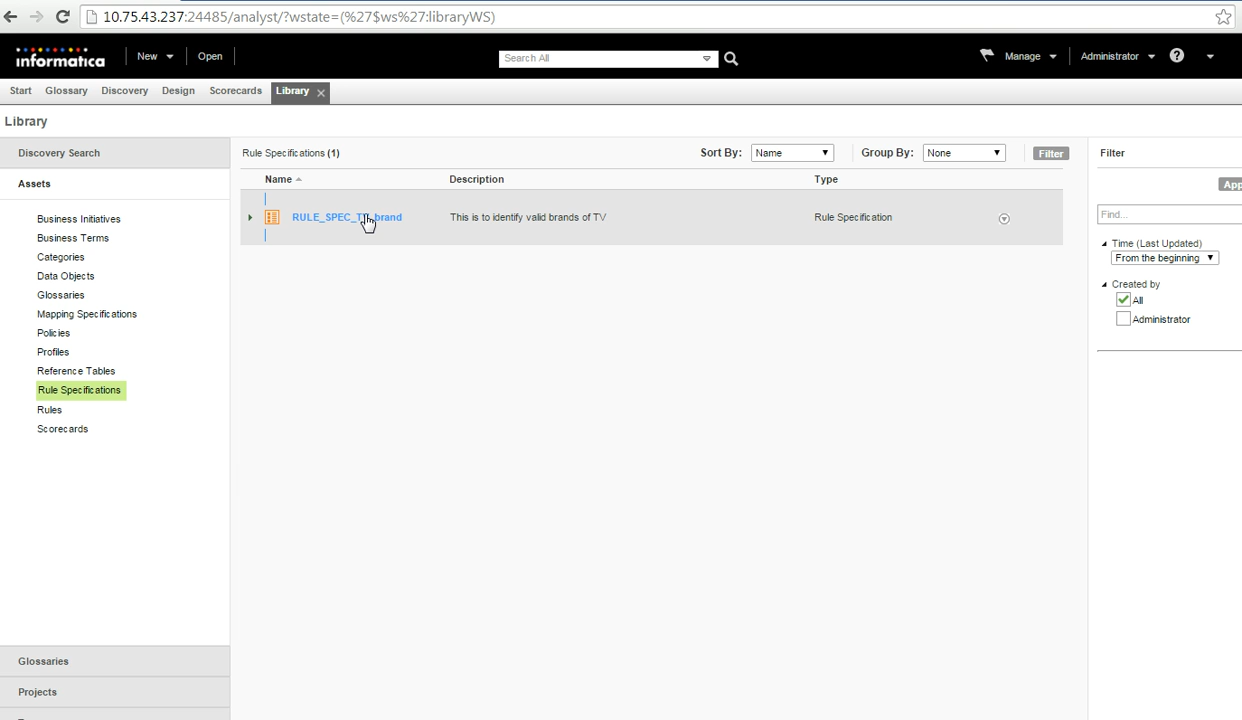 10.75.43.237:24485/analyst/?wstate=(%27$ws%27:libraryWS)
informatica New Open Search All Manage Administrator ?
Start Glossary Discovery Design Scorecards Library
Library
Discovery Search
Assets
Business Initiatives
Business Terms
Categories
Data Objects
Glossaries
Mapping Specifications
Policies
Profiles
Reference Tables
Rule Specifications
Rules
Scorecards
Glossaries
Projects
Rule Specifications (1) Sort By: Name Group By: None Filter
Name Description Type
This is to identify valid brands of TV Rule Specification
Filter
Find...
Time (Last Updated)
From the beginning
Created by
All
Administrator